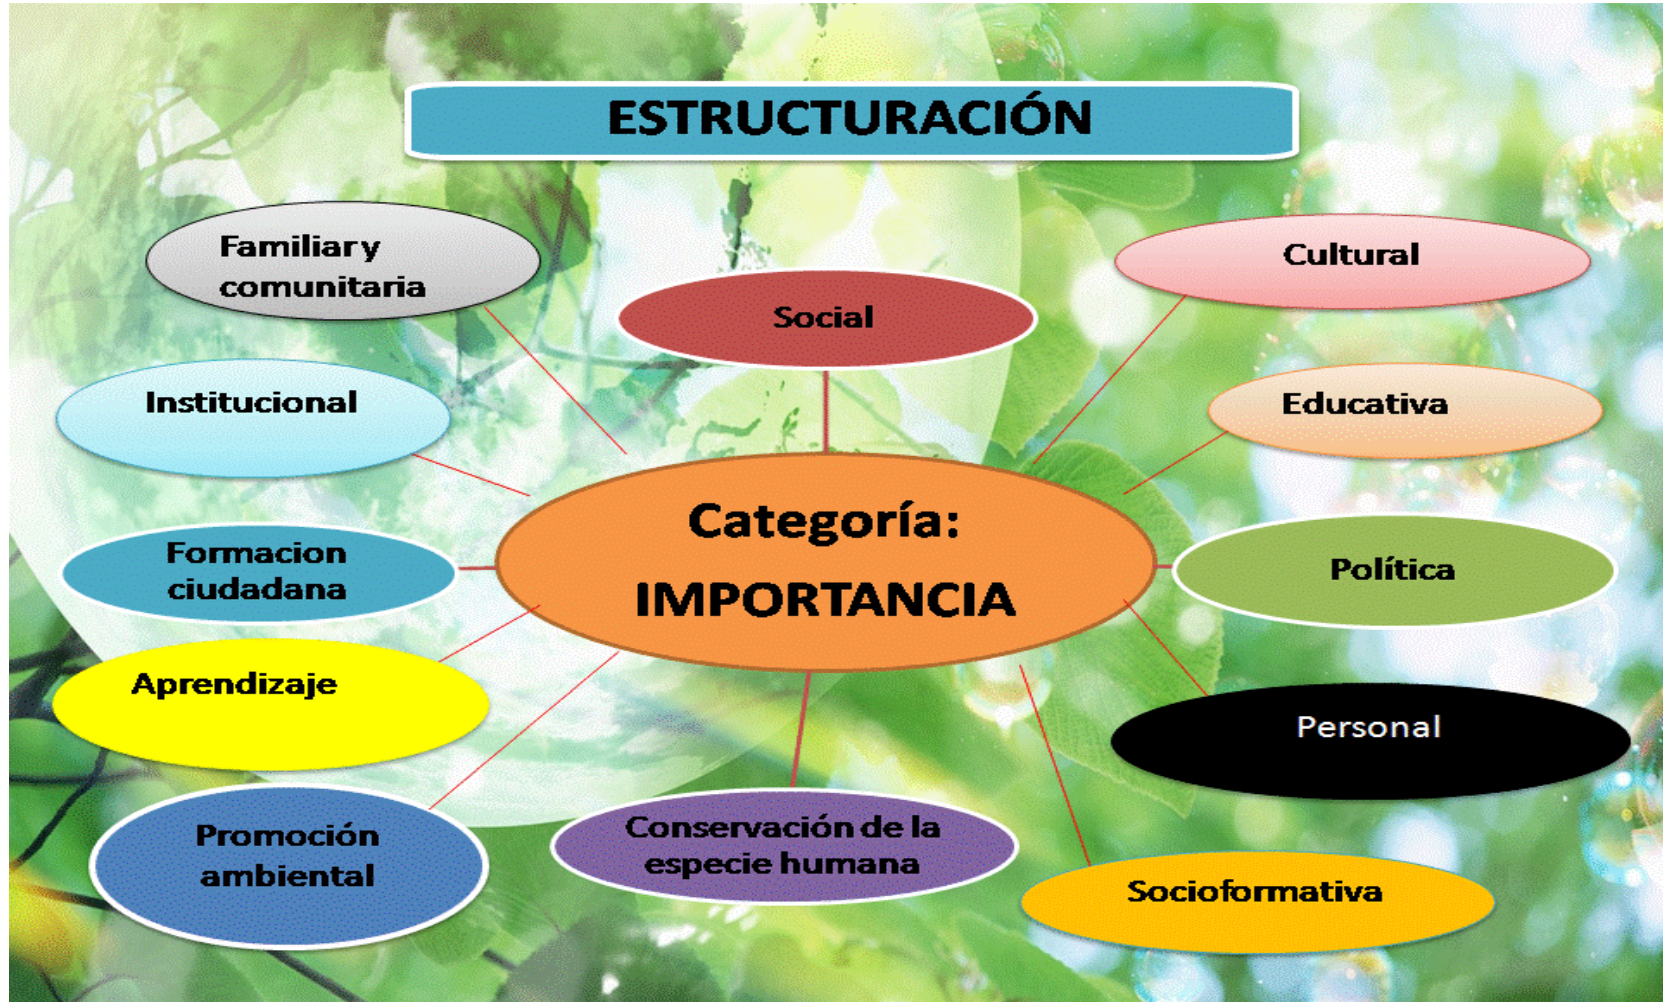 ESTRUCTURACIÓN
Familiar y
comunitaria
Social
Cultural
Institucional
Educativa
Categoría:
IMPORTANCIA
Formacion
ciudadana
Política
Aprendizaje
Personal
Promoción
ambiental
Conservación de la
especie humana
Socioformativa